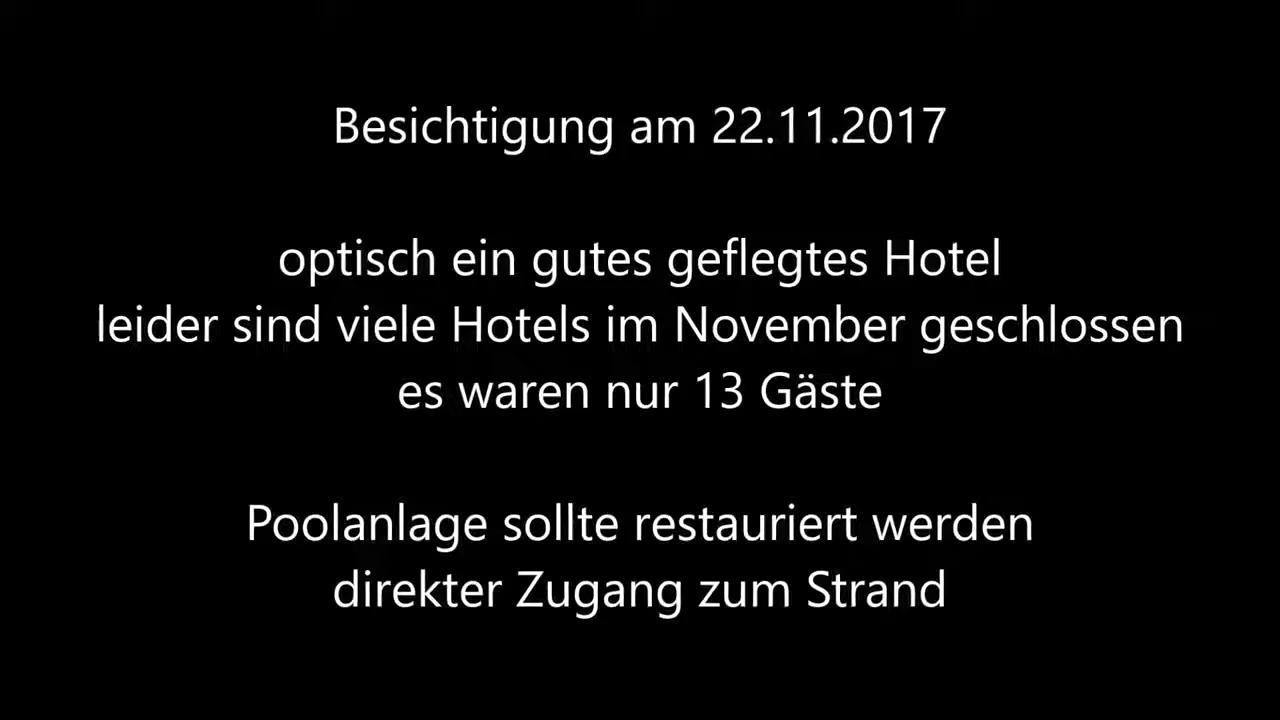 Besichtigung am 22.11.2017
optisch ein gutes geflegtes Hotel
leider sind viele Hotels im November geschlossen
es waren nur 13 Gäste
Poolanlage sollte restauriert werden
direkter Zugang zum Strand